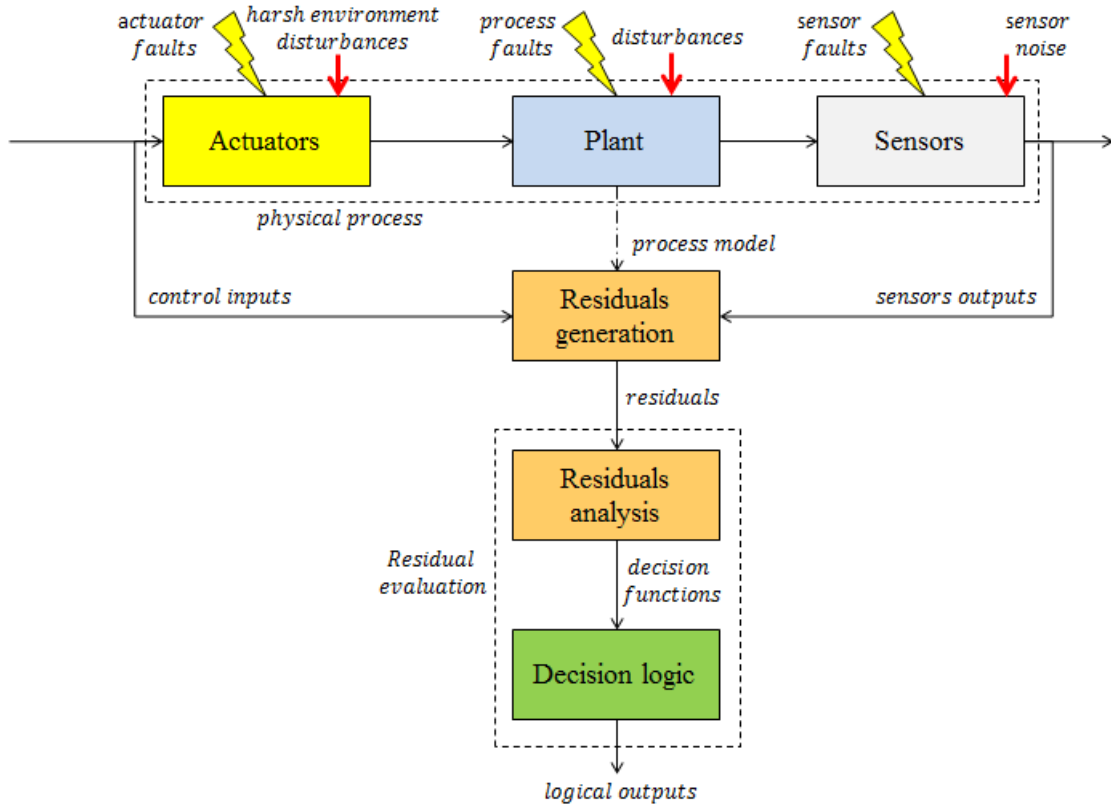 actuator
faults
harsh environment
disturbances
process
faults
disturbances
sensor
faults
sensor
noise
Actuators
Plant
Sensors
physical process
process model
control inputs
Residuals
generation
sensors outputs
residuals
Residuals
analysis
Residual
evaluation
decision
functions
Decision logic
logical outputs